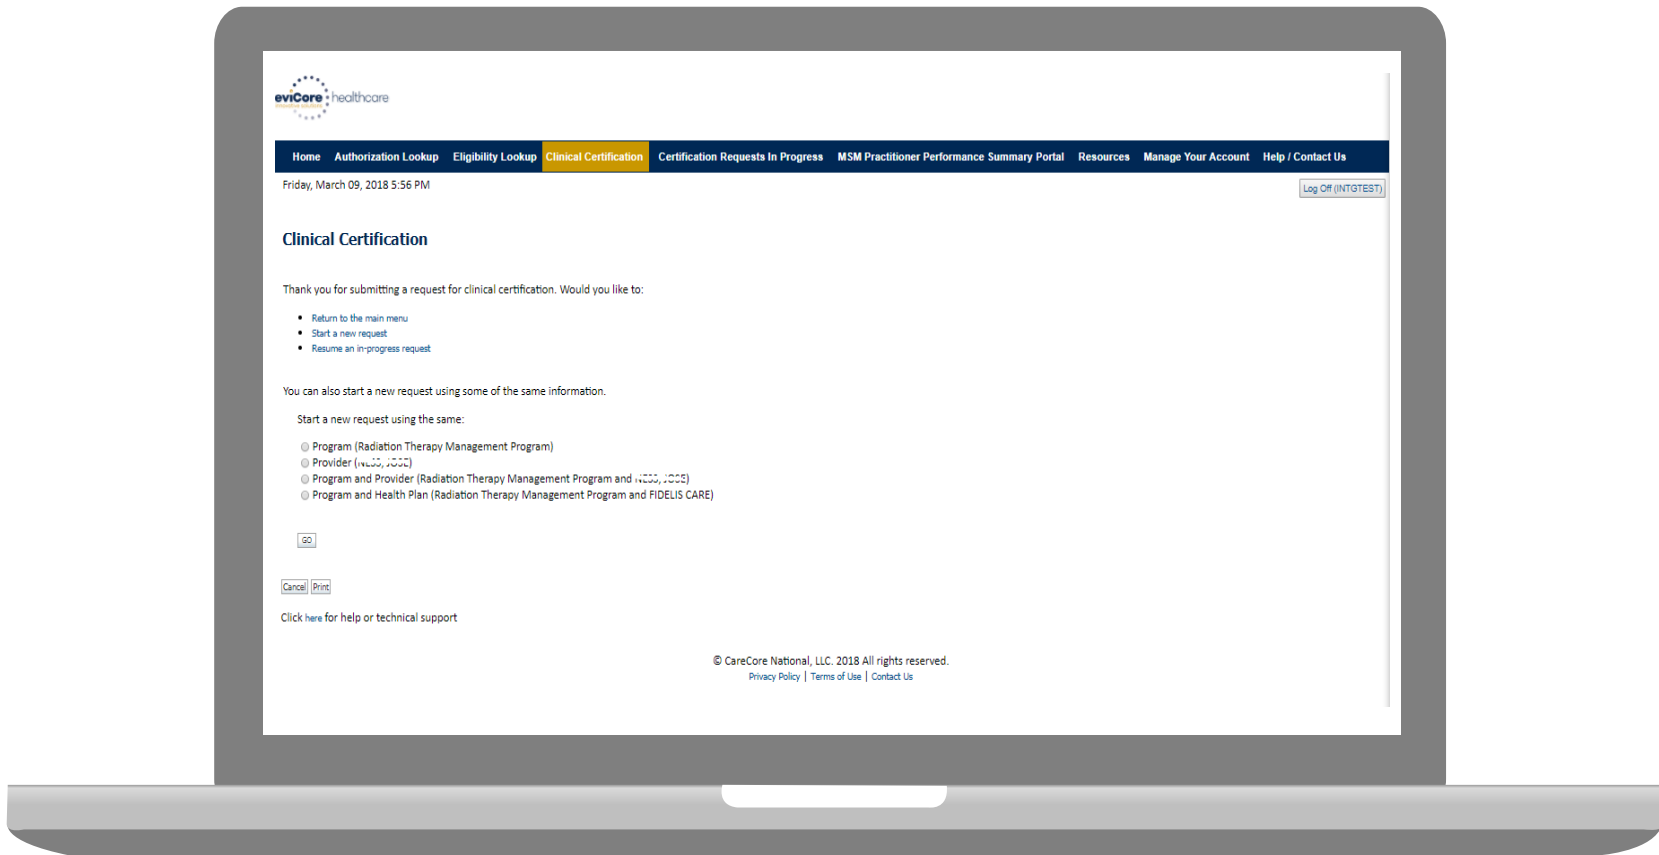 eviCore healthcare
innovative solutions
Home Authorization Lookup Eligibility Lookup Clinical Certification Certification Requests In Progress MSM Practitioner Performance Summary Portal Resources Manage Your Account Help / Contact Us
Friday, March 09, 2018 5:56 PM
Log Off (INTGTEST)
Clinical Certification
Thank you for submitting a request for clinical certification. Would you like to:
• Return to the main menu
• Start a new request
• Resume an in-progress request
You can also start a new request using some of the same information.
Start a new request using the same:
Program (Radiation Therapy Management Program)
Provider (
Program and Provider (Radiation Therapy Management Program and
Program and Health Plan (Radiation Therapy Management Program and FIDELIS CARE)
GO
Cancel Print
Click here for help or technical support
© CareCore National, LLC. 2018 All rights reserved.
Privacy Policy | Terms of Use | Contact Us